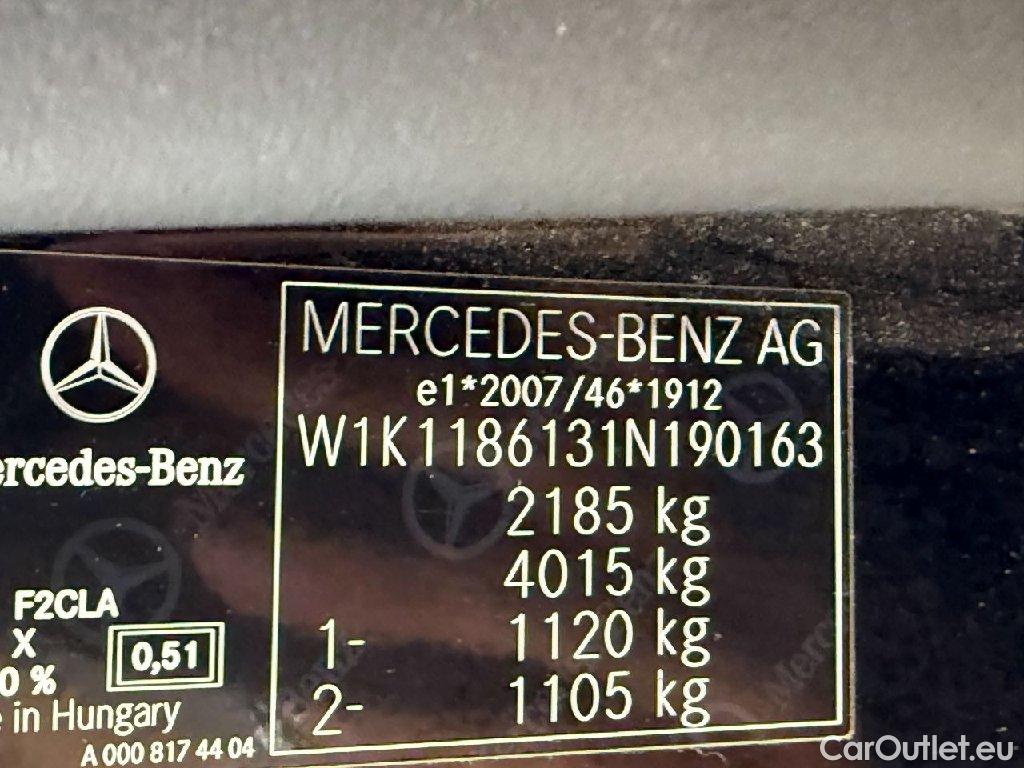 MERCEDES-BENZ AG
e1*2007/46*1912
W1K1186131N190163
2185 kg
4015 kg
1- 1120 kg
2- 1105 kg
ercedes-Benz
F2CLA
X
0,51
0 %
e in Hungary
A 000 817 44 04
CarOutlet.eu